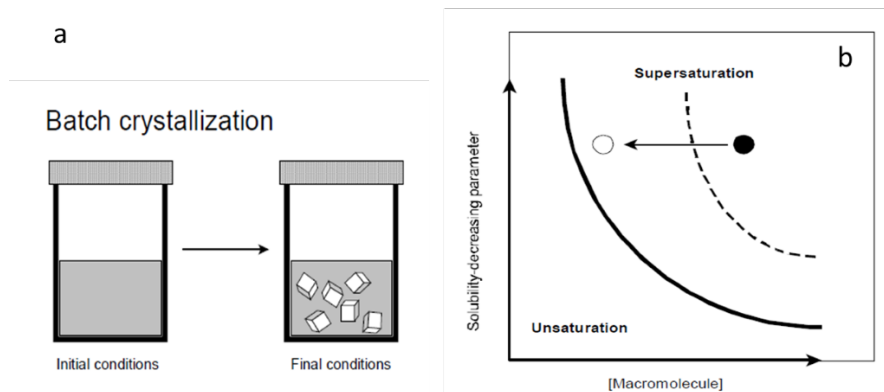 a
Batch crystallization
Initial conditions
Final conditions
b
Supersaturation
Solubility-decreasing parameter
Unsaturation
[Macromolecule]